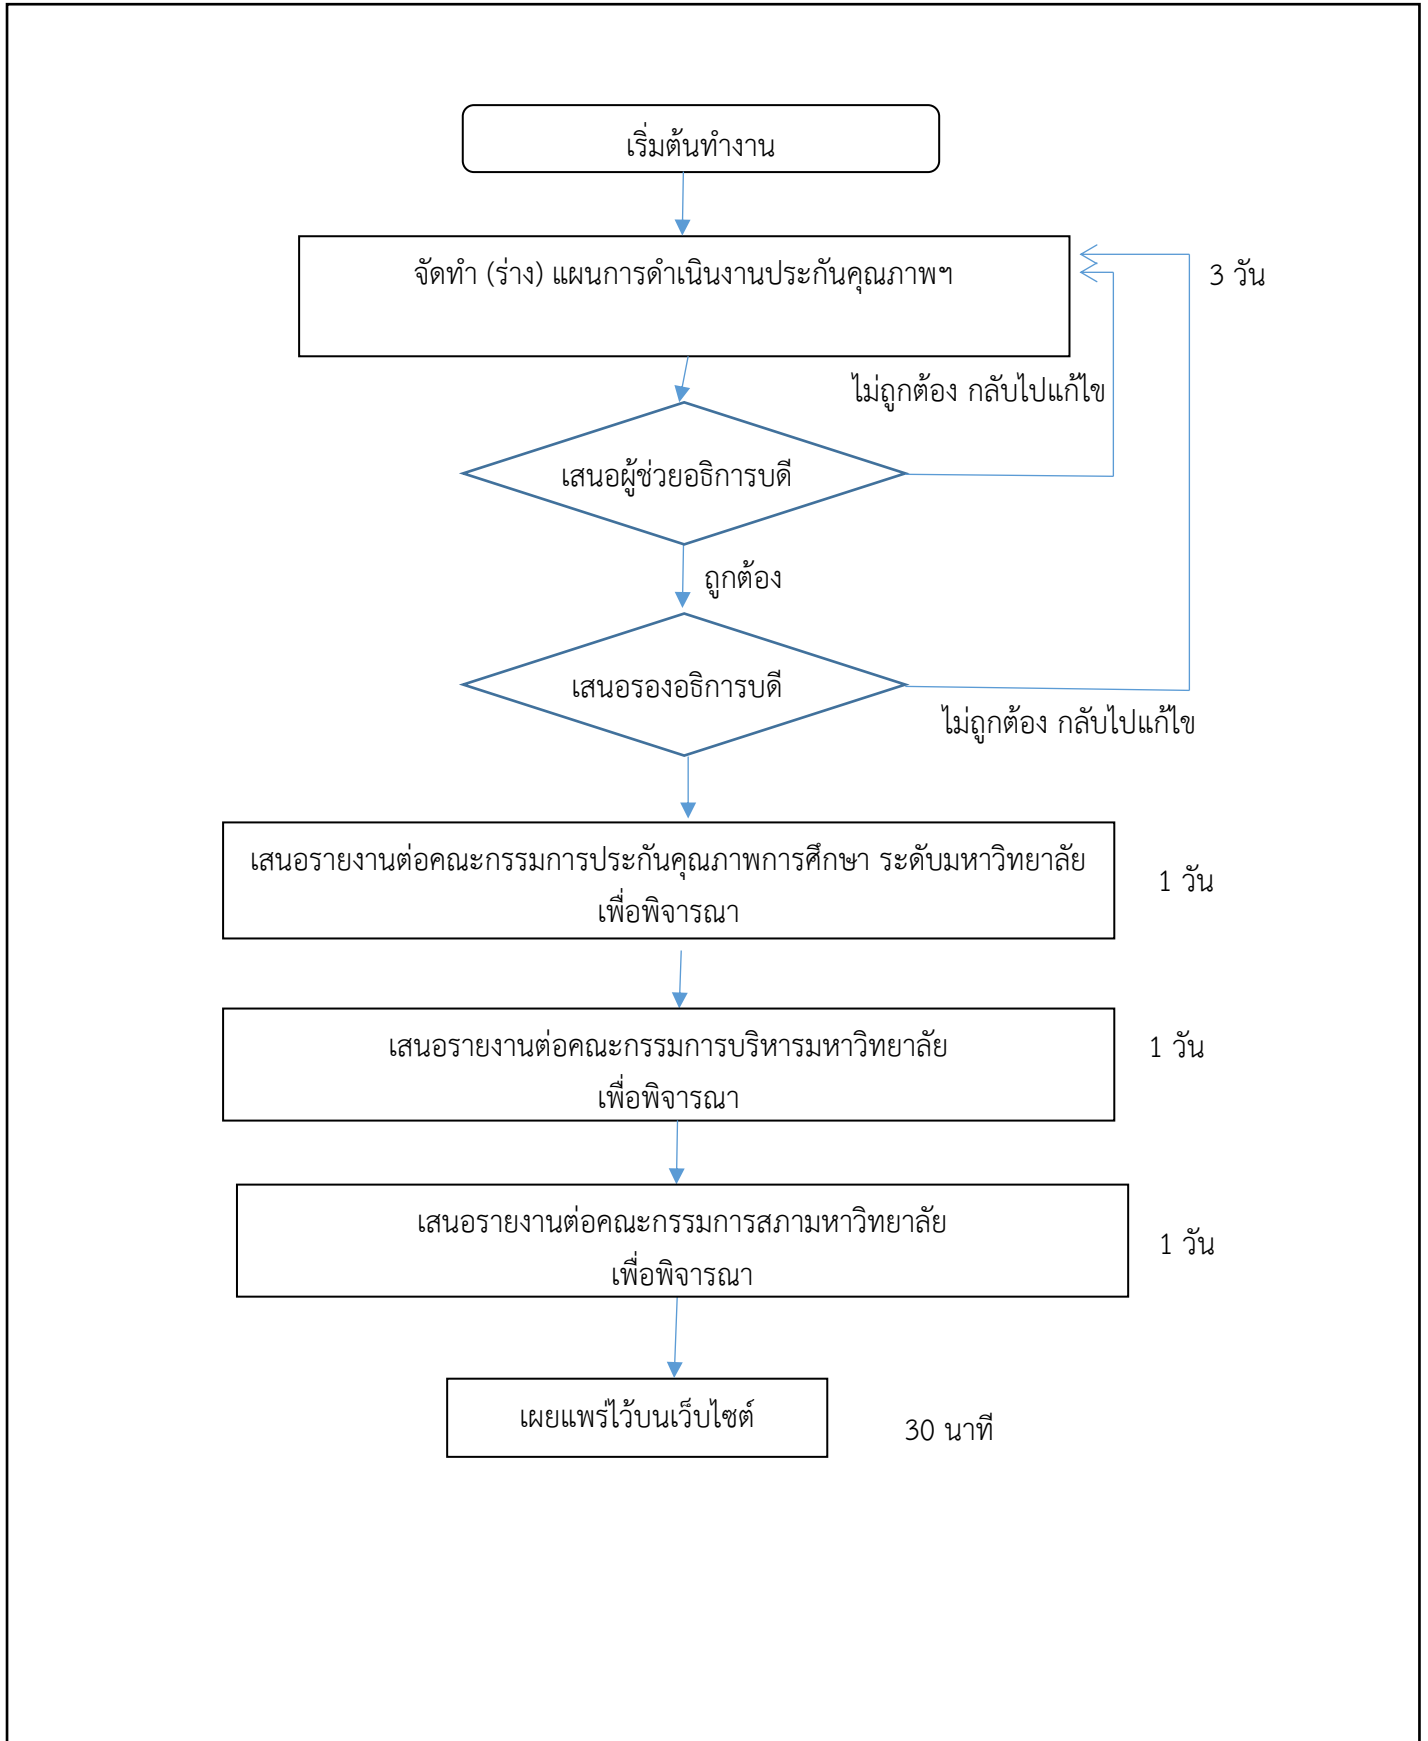 เริ่มต้นทำงาน
จัดทำ (ร่าง) แผนการดำเนินงานประกันคุณภาพฯ
3 วัน
ไม่ถูกต้อง กลับไปแก้ไข
เสนอผู้ช่วยอธิการบดี
ถูกต้อง
เสนอรองอธิการบดี
ไม่ถูกต้อง กลับไปแก้ไข
เสนอรายงานต่อคณะกรรมการประกันคุณภาพการศึกษา ระดับมหาวิทยาลัย
เพื่อพิจารณา
1 วัน
เสนอรายงานต่อคณะกรรมการบริหารมหาวิทยาลัย
เพื่อพิจารณา
1 วัน
เสนอรายงานต่อคณะกรรมการสภามหาวิทยาลัย
เพื่อพิจารณา
1 วัน
เผยแพร่ไว้บนเว็บไซต์
30 นาที